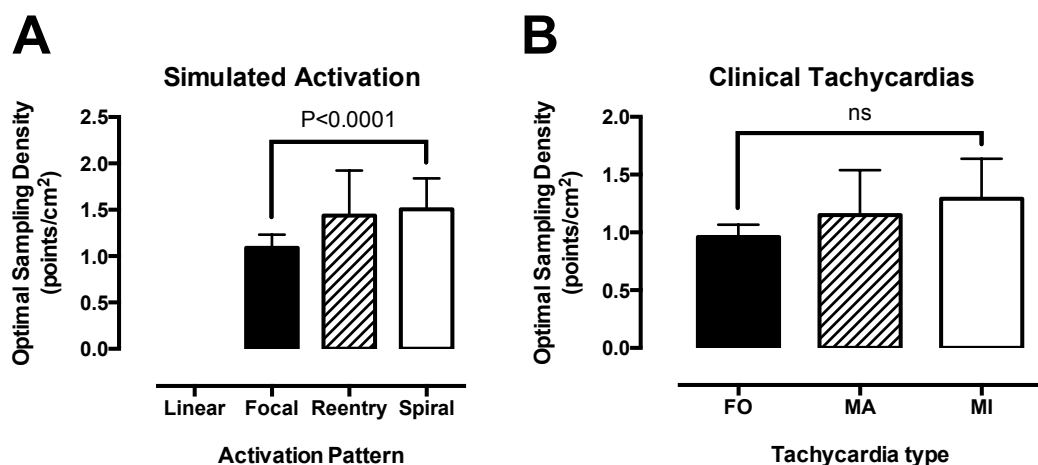 A
Simulated Activation
Optimal Sampling Density
(points/cm²)
2.5
2.0
1.5
1.0
0.5
0.0
P<0.0001
Linear Focal Reentry Spiral
Activation Pattern
B
Clinical Tachycardias
Optimal Sampling Density
(points/cm²)
2.0
1.5
1.0
0.5
0.0
ns
FO MA MI
Tachycardia type